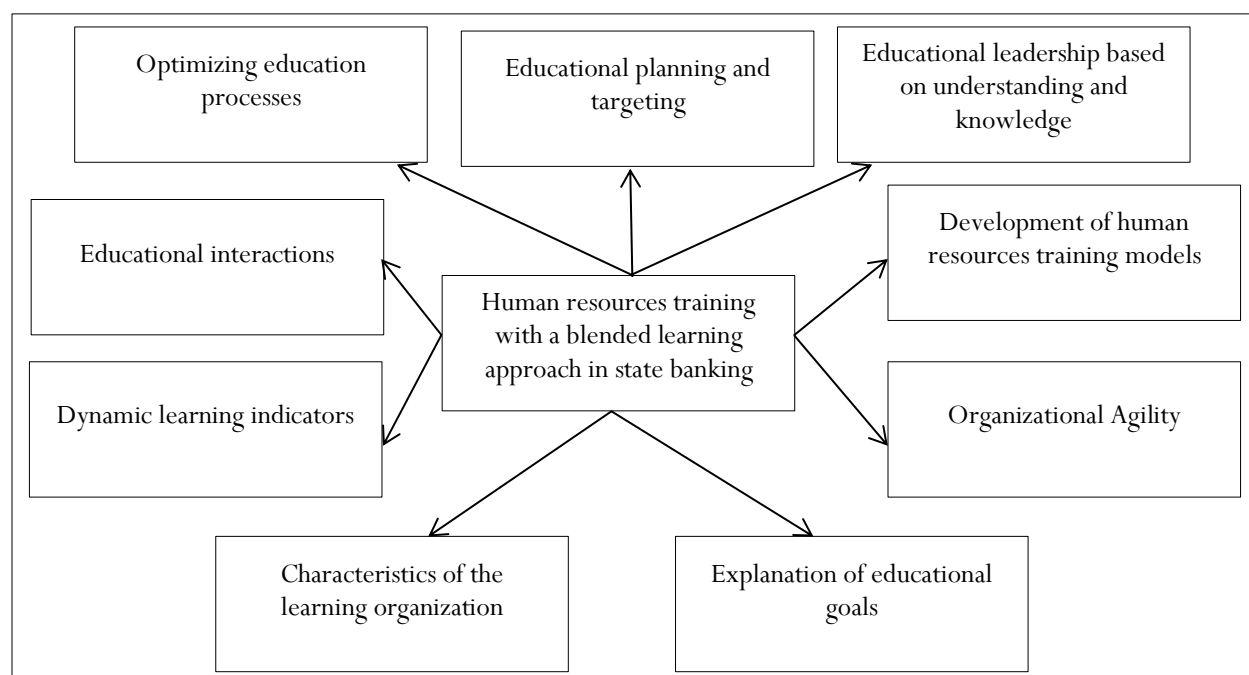 Optimizing education
processes
Educational planning and
targeting
Educational leadership based
on understanding and
knowledge
Educational interactions
Development of human
resources training models
Human resources training
with a blended learning
approach in state banking
Dynamic learning indicators
Organizational Agility
Characteristics of the
learning organization
Explanation of educational
goals